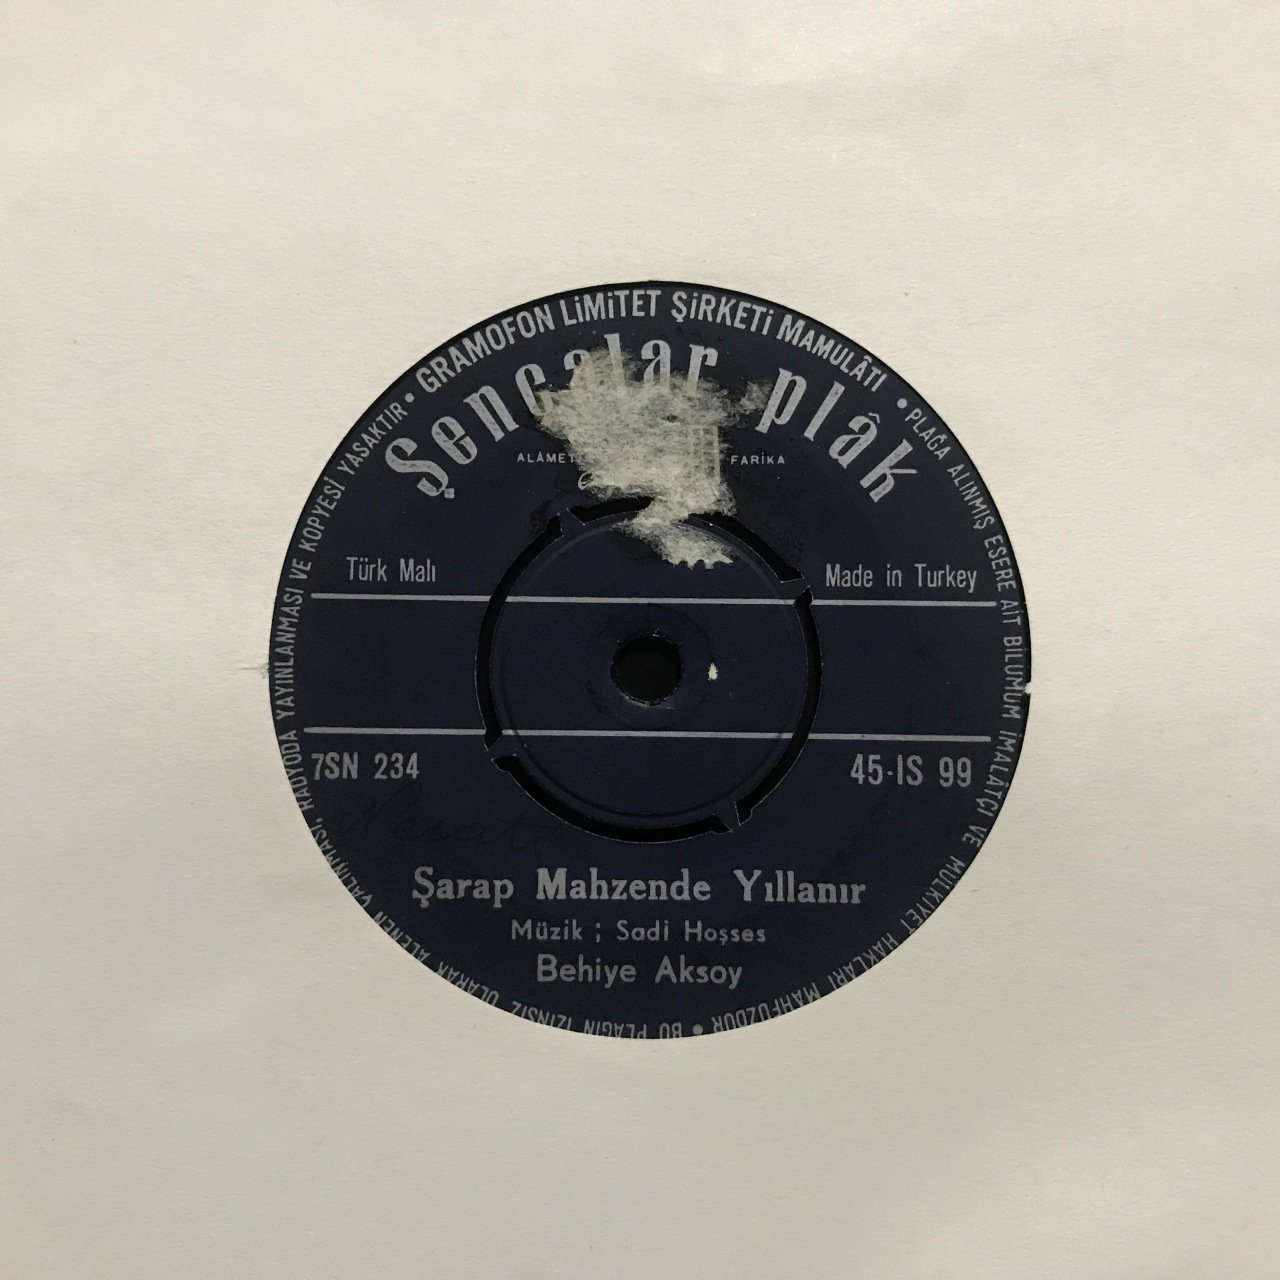 • GRAMOFON LİMİTET ŞİRKETİ MAMULÂTI •
PLAĞA ALINMIŞ ESERE AİT BİLUMUM İMALÂTÇI VE MÜLKİYET HAKLARI MAHFUZDUR • BU PLAĞIN İZİNSİZ OLARAK ALENEN ÇALINMASI, RADYODA YAYINLANMASI VE KOPYESİ YASAKTIR
Şençalar plâk
FARİKA
Türk Malı
Made in Turkey
7SN 234
45-IS 99
Şarap Mahzende Yıllanır
Müzik ; Sadi Hoşses
Behiye Aksoy